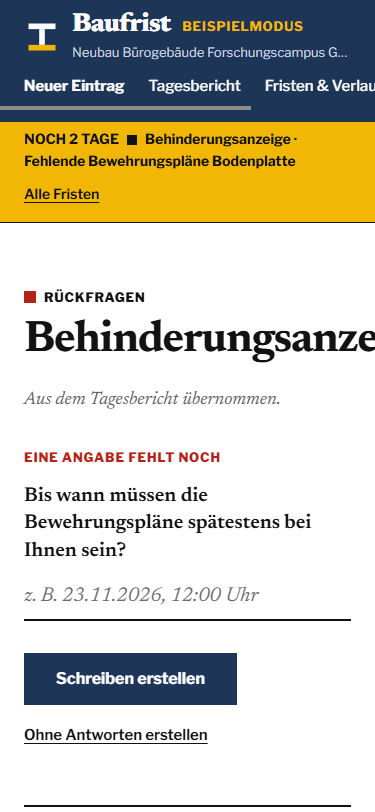 Baufrist BEISPIELMODUS
Neubau Bürogebäude Forschungscampus G...
Neuer Eintrag Tagesbericht Fristen & Verlau
NOCH 2 TAGE ■ Behinderungsanzeige ·
Fehlende Bewehrungspläne Bodenplatte
Alle Fristen
RÜCKFRAGEN
Behinderungsanze
Aus dem Tagesbericht übernommen.
EINE ANGABE FEHLT NOCH
Bis wann müssen die
Bewehrungspläne spätestens bei
Ihnen sein?
z. B. 23.11.2026, 12:00 Uhr
Schreiben erstellen
Ohne Antworten erstellen